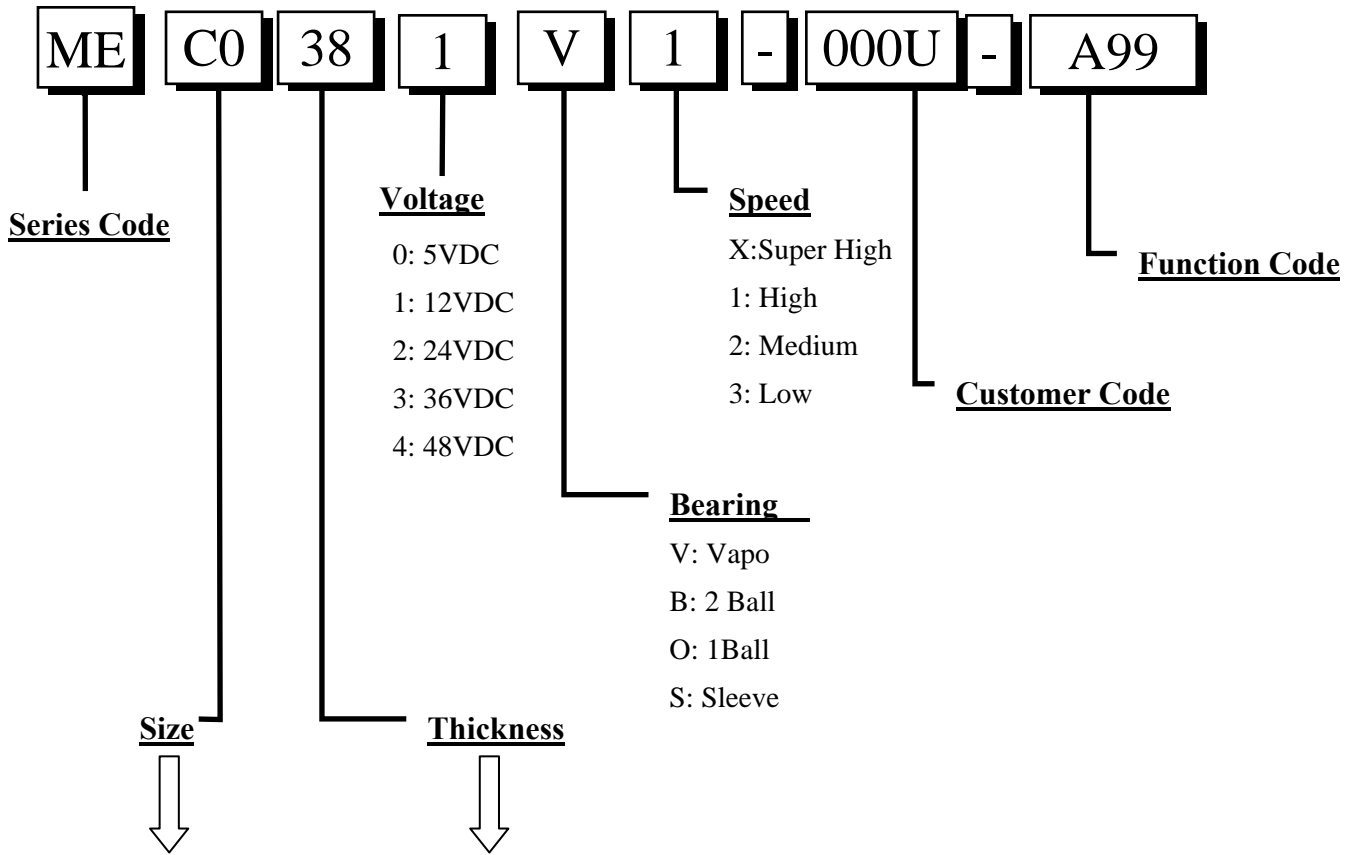 ME C0 38 1 V 1 - 000U - A99
Series Code
Voltage
0: 5VDC
1: 12VDC
2: 24VDC
3: 36VDC
4: 48VDC
Speed
X:Super High
1: High
2: Medium
3: Low
Function Code
Customer Code
Bearing
V: Vapo
B: 2 Ball
O: 1Ball
S: Sleeve
Size
Thickness